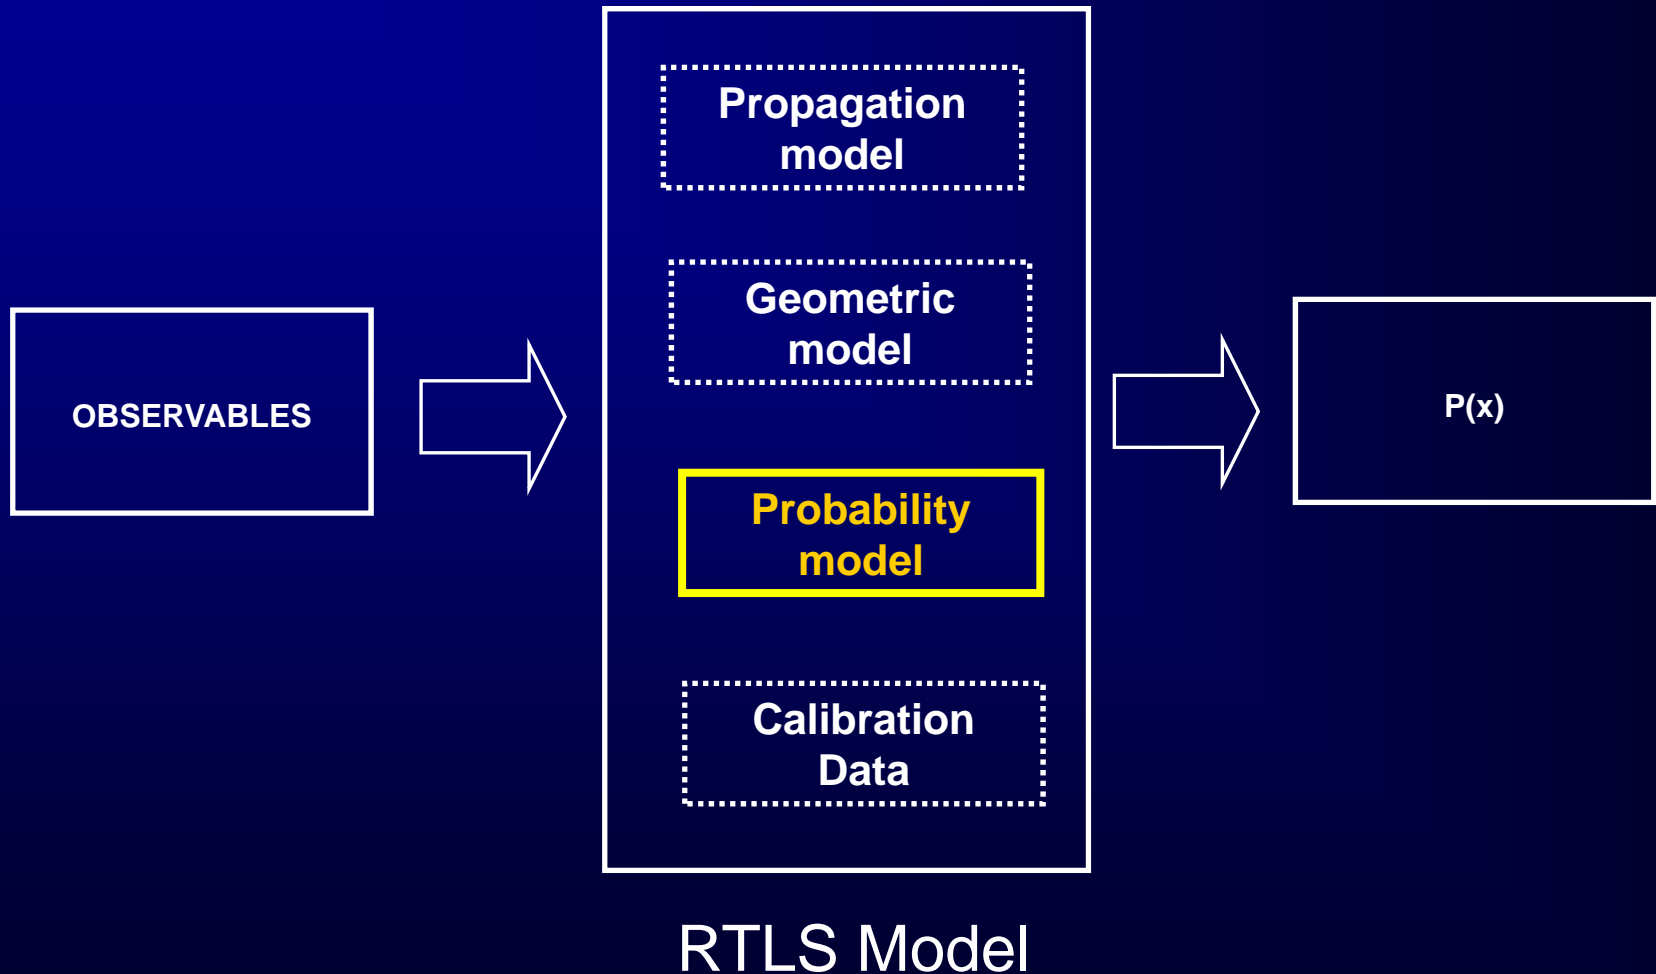 OBSERVABLES
Propagation
model
Geometric
model
Probability
model
Calibration
Data
P(x)
RTLS Model